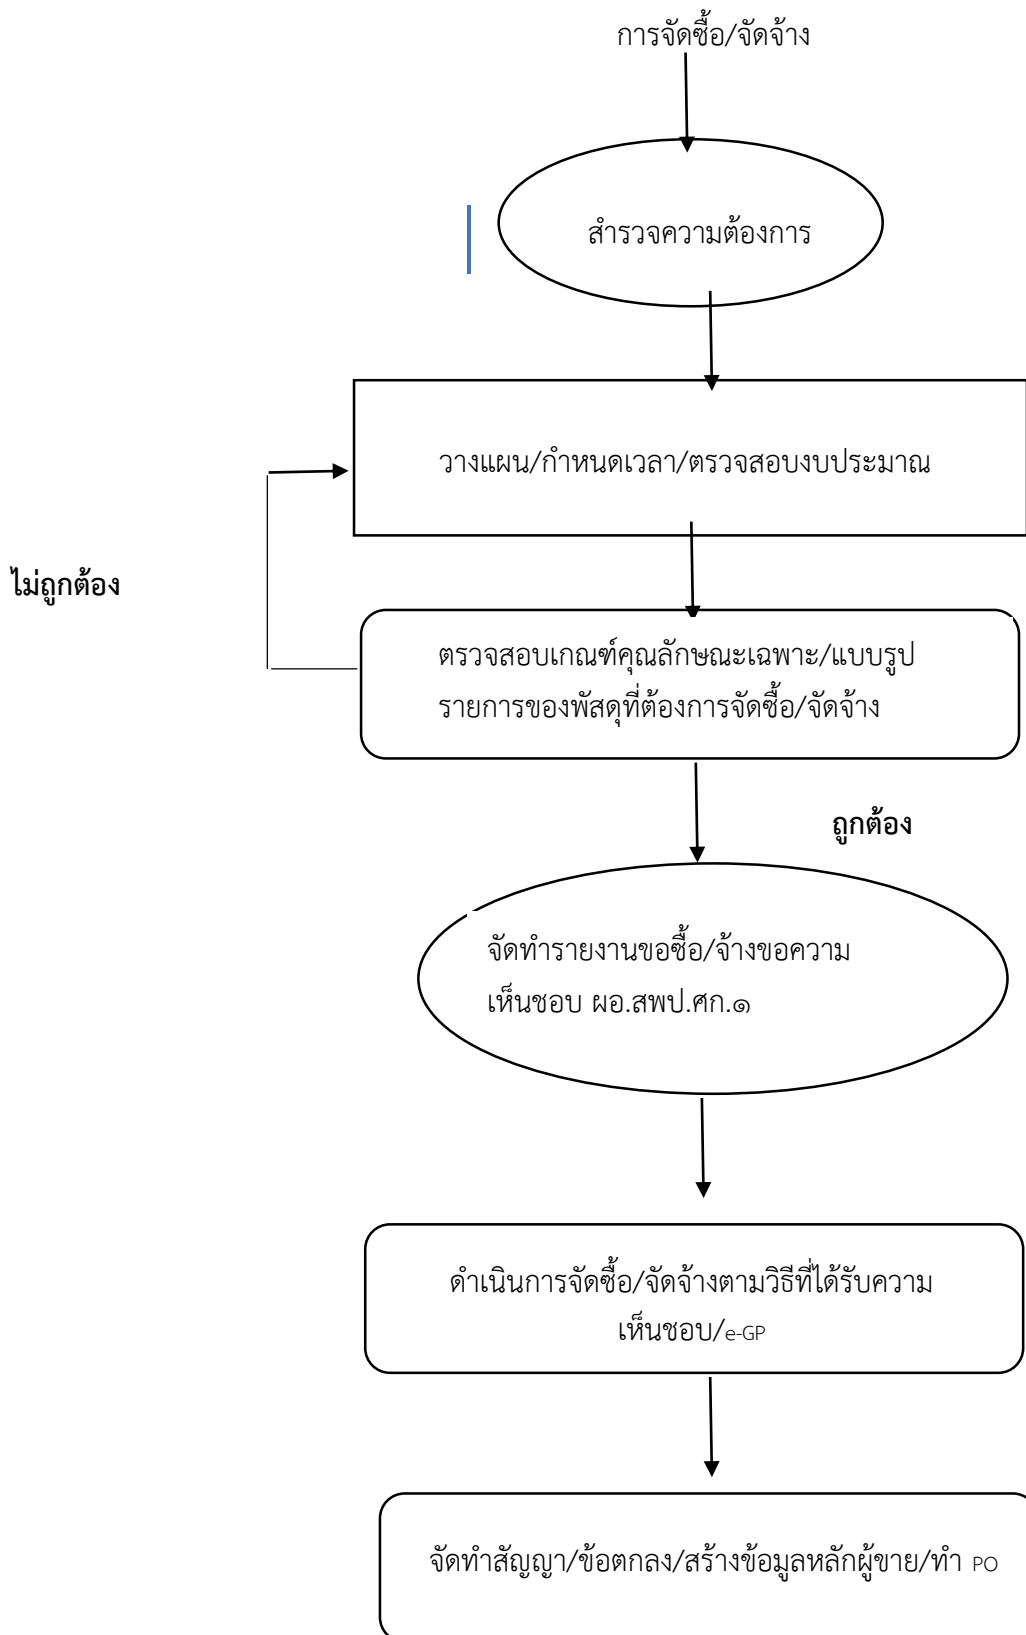 การจัดซื้อ/จัดจ้าง
สำรวจความต้องการ
วางแผน/กำหนดเวลา/ตรวจสอบงบประมาณ
ไม่ถูกต้อง
ตรวจสอบเกณฑ์คุณลักษณะเฉพาะ/แบบรูป
รายการของพัสดุที่ต้องการจัดซื้อ/จัดจ้าง
ถูกต้อง
จัดทำรายงานขอซื้อ/จ้างขอความ
เห็นชอบ ผอ.สพป.ศก.๑
ดำเนินการจัดซื้อ/จัดจ้างตามวิธีที่ได้รับความ
เห็นชอบ/e-GP
จัดทำสัญญา/ข้อตกลง/สร้างข้อมูลหลักผู้ขาย/ทำ PO